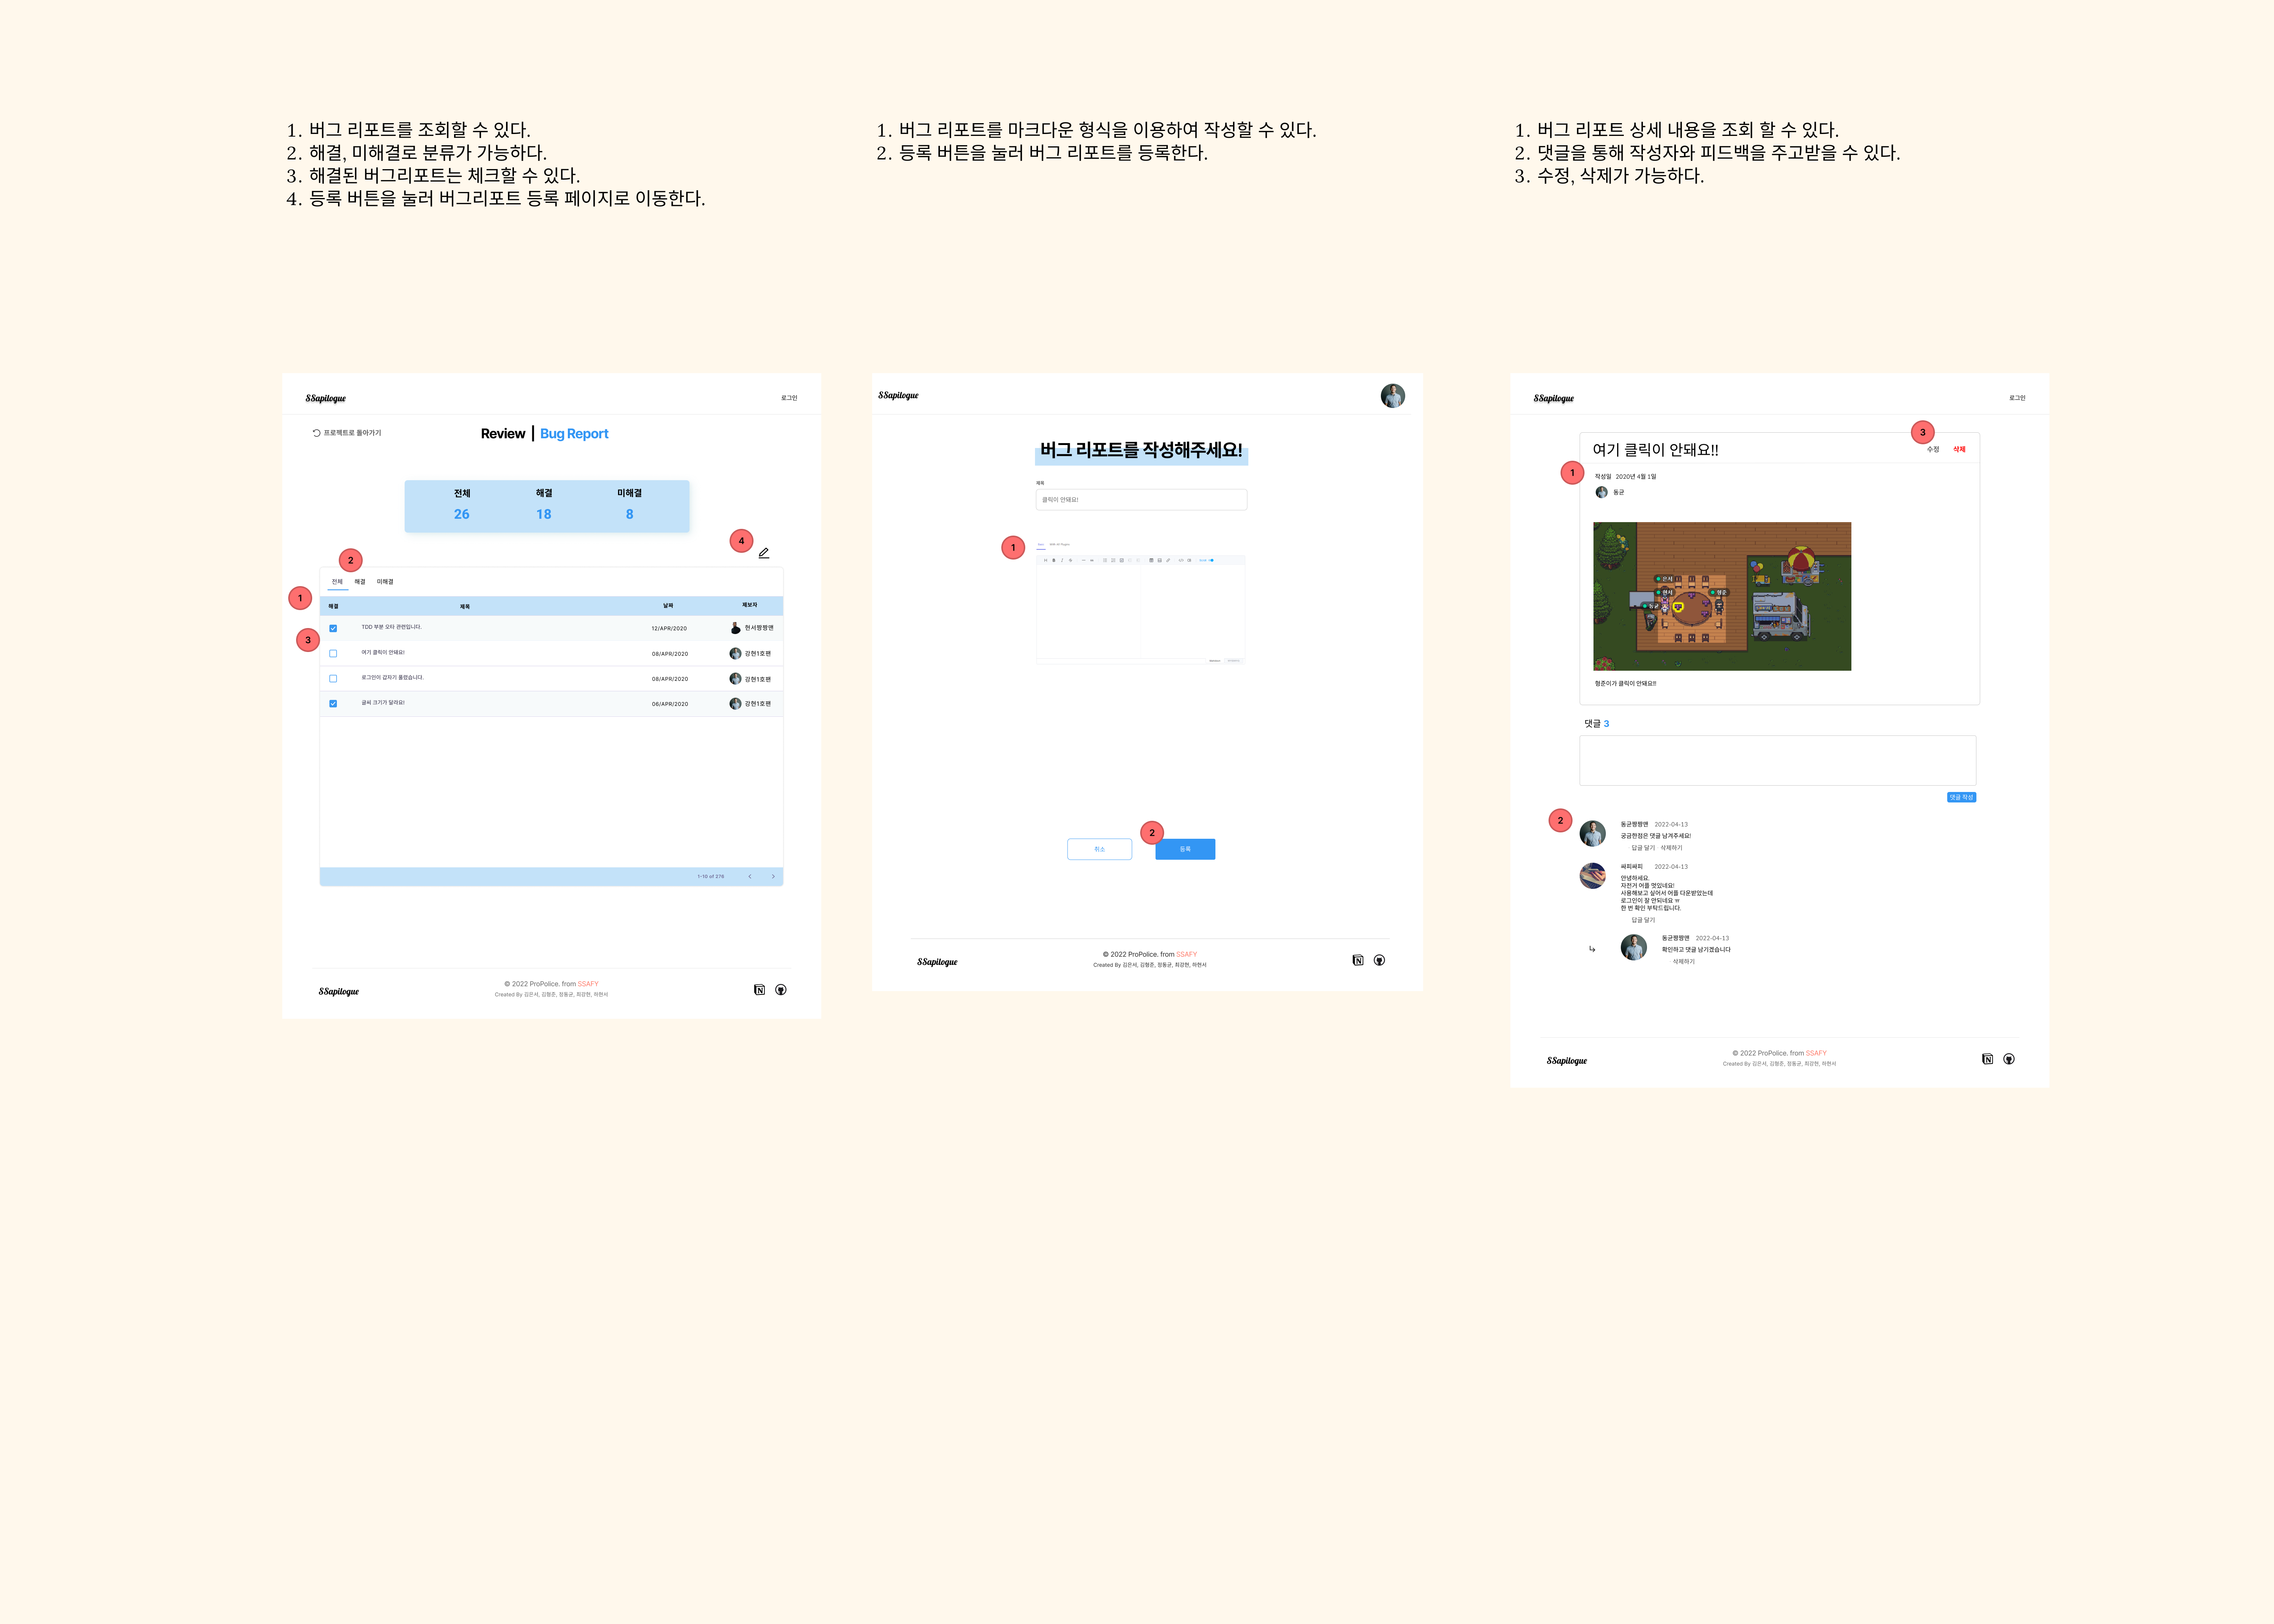 1. 버그 리포트를 조회할 수 있다.
2. 해결, 미해결로 분류가 가능하다.
3. 해결된 버그리포트는 체크할 수 있다.
4. 등록 버튼을 눌러 버그리포트 등록 페이지로 이동한다.
SSapilogue
로그인
프로젝트로 돌아가기
Review | Bug Report
전체 해결 미해결
26 18 8
4
2
전체 해결 미해결
1
해결 제목 날짜 제보자
3
TDD 부분 오타 관련입니다. 12/APR/2020 현서짱짱맨
여기 클릭이 안돼요! 08/APR/2020 강현1호팬
로그인이 갑자기 풀렸습니다. 08/APR/2020 강현1호팬
글씨 크기가 달라요! 06/APR/2020 강현1호팬
1-10 of 276
SSapilogue
© 2022 ProPolice. from SSAFY
Created By 김은서, 김형준, 정동균, 최강현, 하현서
1. 버그 리포트를 마크다운 형식을 이용하여 작성할 수 있다.
2. 등록 버튼을 눌러 버그 리포트를 등록한다.
SSapilogue
버그 리포트를 작성해주세요!
제목
클릭이 안돼요!
1
2
취소 등록
SSapilogue
© 2022 ProPolice. from SSAFY
Created By 김은서, 김형준, 정동균, 최강현, 하현서
1. 버그 리포트 상세 내용을 조회 할 수 있다.
2. 댓글을 통해 작성자와 피드백을 주고받을 수 있다.
3. 수정, 삭제가 가능하다.
SSapilogue
로그인
3
여기 클릭이 안돼요!!
수정 삭제
1
작성일 2020년 4월 1일
동균
은서
현서
형준
동균
형준이가 클릭이 안돼요!!
댓글 3
댓글 작성
2
동균짱짱맨 2022-04-13
궁금한점은 댓글 남겨주세요!
답글 달기 삭제하기
싸피싸피 2022-04-13
안녕하세요.
자전거 어플 멋있네요!
사용해보고 싶어서 어플 다운받았는데
로그인이 잘 안되네요 ㅠ
한 번 확인 부탁드립니다.
답글 달기
동균짱짱맨 2022-04-13
확인하고 댓글 남기겠습니다
삭제하기
SSapilogue
© 2022 ProPolice. from SSAFY
Created By 김은서, 김형준, 정동균, 최강현, 하현서